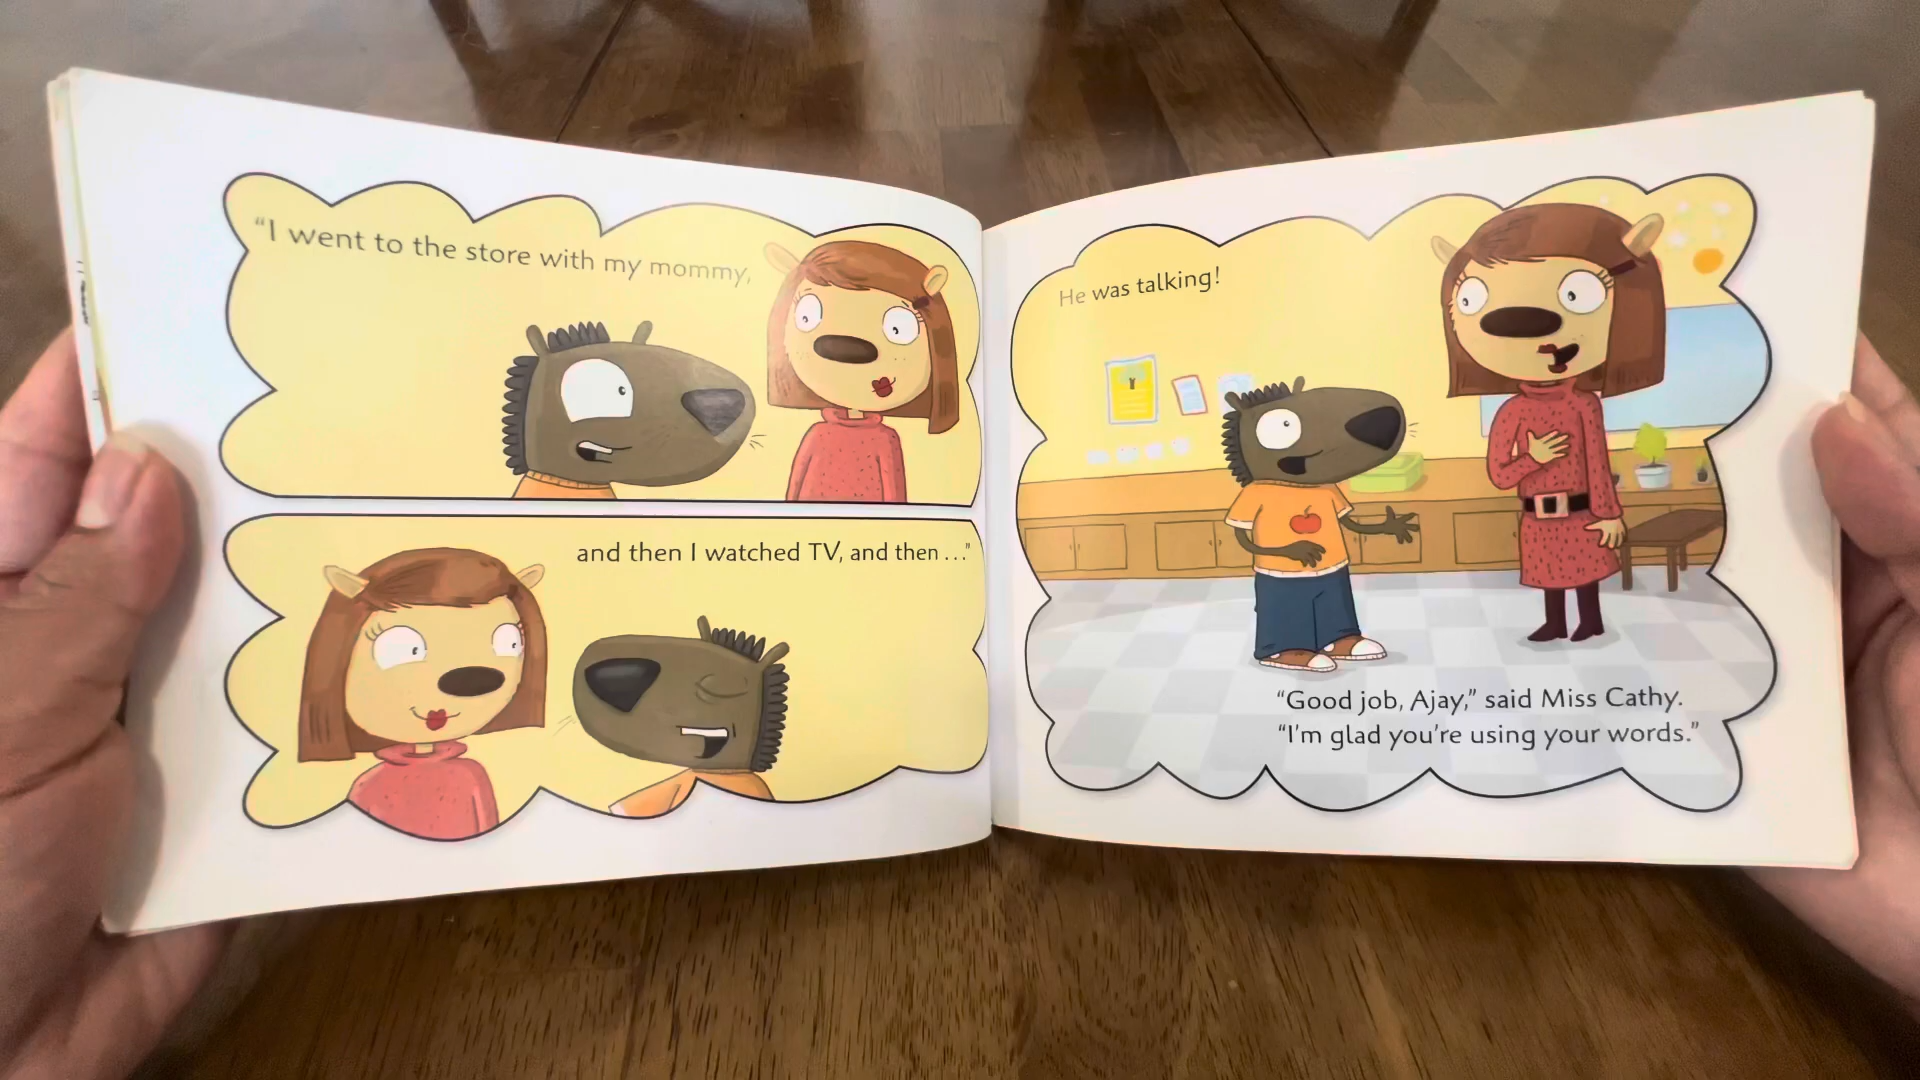 “I went to the store with my mommy,
and then I watched TV, and then . . .”
He was talking!
“Good job, Ajay,” said Miss Cathy.
“I’m glad you’re using your words.”